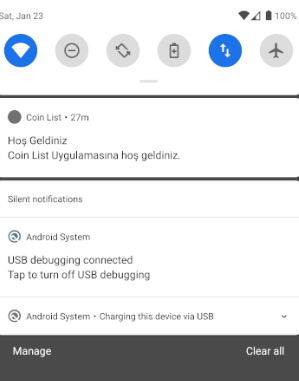 Sat, Jan 23
100%
Coin List • 27m
Hoş Geldiniz
Coin List Uygulamasına hoş geldiniz.
Silent notifications
Android System
USB debugging connected
Tap to turn off USB debugging
Android System • Charging this device via USB
Manage
Clear all